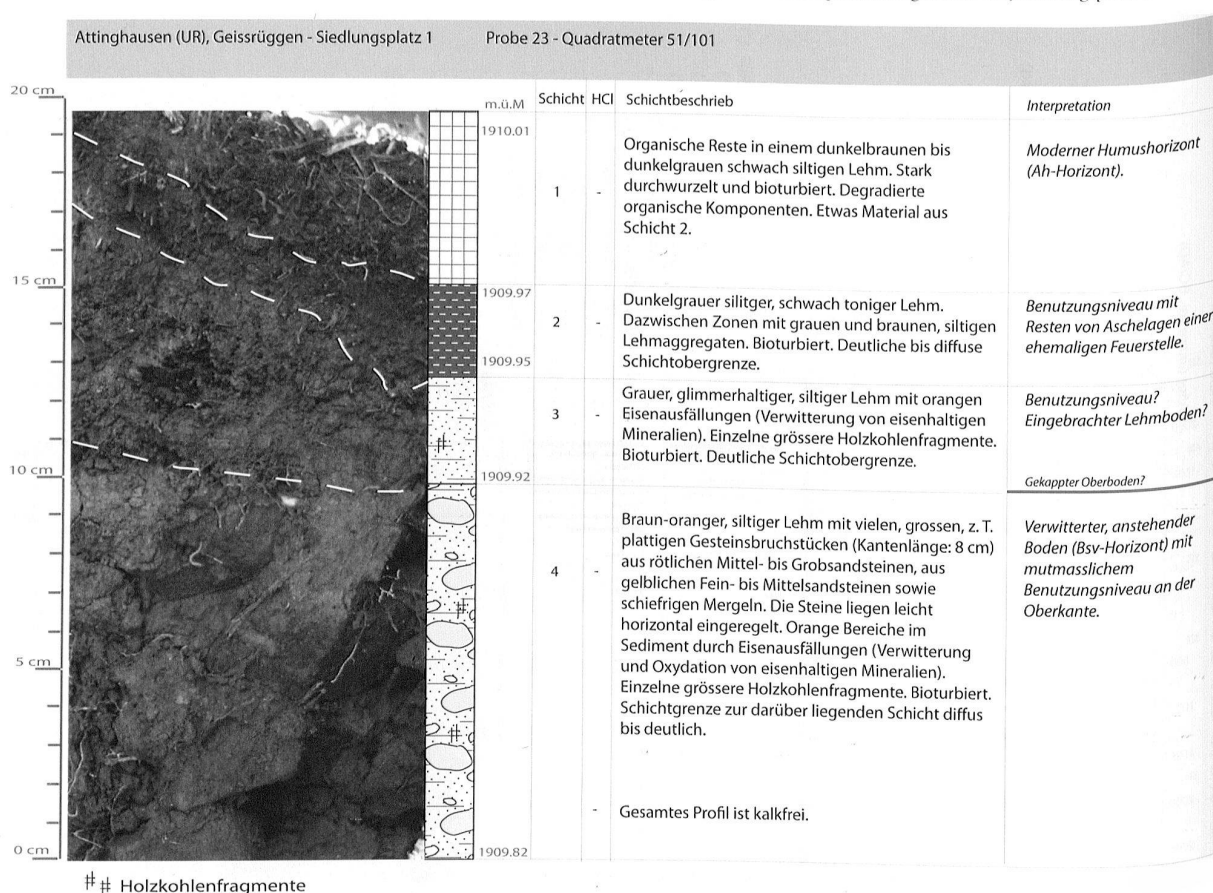 Attinghausen (UR), Geissrüggen - Siedlungsplatz 1 Probe 23 - Quadratmeter 51/101
20 cm
15 cm
10 cm
5 cm
0 cm
m.ü.M
1910.01
1909.97
1909.95
1909.92
1909.82
Schicht HCl Schichtbeschrieb Interpretation
1 -
Organische Reste in einem dunkelbraunen bis
dunkelgrauen schwach siltigen Lehm. Stark
durchwurzelt und bioturbiert. Degradierte
organische Komponenten. Etwas Material aus
Schicht 2.
Moderner Humushorizont
(Ah-Horizont).
2 -
Dunkelgrauer silitger, schwach toniger Lehm.
Dazwischen Zonen mit grauen und braunen, siltigen
Lehmaggregaten. Bioturbiert. Deutliche bis diffuse
Schichtobergrenze.
Benutzungsniveau mit
Resten von Aschelagen einer
ehemaligen Feuerstelle.
3 -
Grauer, glimmerhaltiger, siltiger Lehm mit orangen
Eisenausfällungen (Verwitterung von eisenhaltigen
Mineralien). Einzelne grössere Holzkohlenfragmente.
Bioturbiert. Deutliche Schichtobergrenze.
Benutzungsniveau?
Eingebrachter Lehmboden?
Gekappter Oberboden?
4 -
Braun-oranger, siltiger Lehm mit vielen, grossen, z. T.
plattigen Gesteinsbruchstücken (Kantenlänge: 8 cm)
aus rötlichen Mittel- bis Grobsandsteinen, aus
gelblichen Fein- bis Mittelsandsteinen sowie
schiefrigen Mergeln. Die Steine liegen leicht
horizontal eingeregelt. Orange Bereiche im
Sediment durch Eisenausfällungen (Verwitterung
und Oxydation von eisenhaltigen Mineralien).
Einzelne grössere Holzkohlenfragmente. Bioturbiert.
Schichtgrenze zur darüber liegenden Schicht diffus
bis deutlich.
Verwitterter, anstehender
Boden (Bsv-Horizont) mit
mutmasslichem
Benutzungsniveau an der
Oberkante.
- Gesamtes Profil ist kalkfrei.
Holzkohlenfragmente